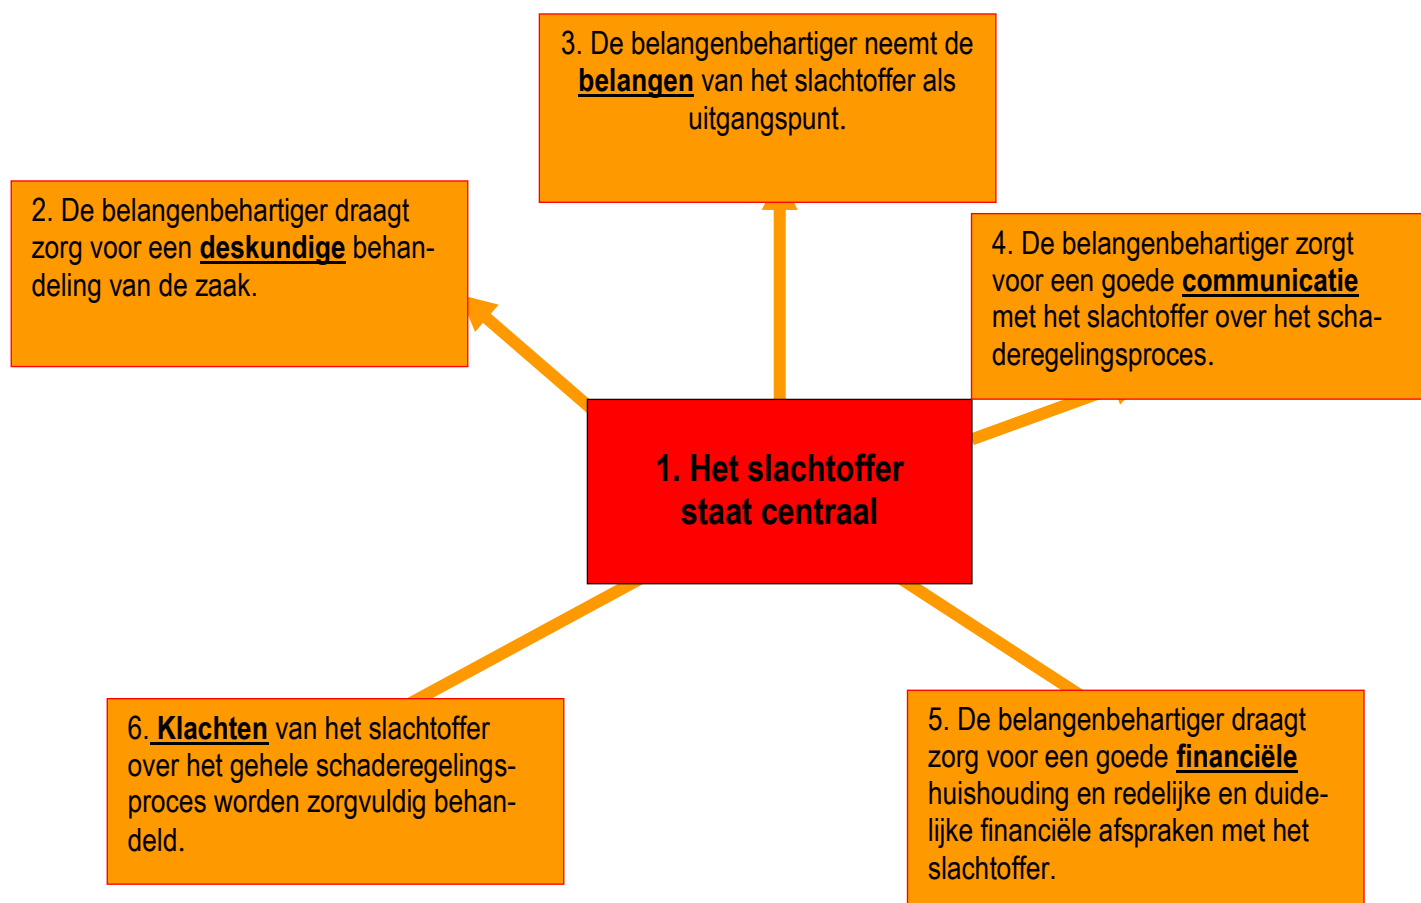 3. De belangenbehartiger neemt de
belangen van het slachtoffer als
uitgangspunt.
2. De belangenbehartiger draagt
zorg voor een deskundige behan-
deling van de zaak.
4. De belangenbehartiger zorgt
voor een goede communicatie
met het slachtoffer over het scha-
deregelingsproces.
1. Het slachtoffer
staat centraal
6. Klachten van het slachtoffer
over het gehele schaderegelings-
proces worden zorgvuldig behan-
deld.
5. De belangenbehartiger draagt
zorg voor een goede financiële
huishouding en redelijke en duide-
lijke financiële afspraken met het
slachtoffer.